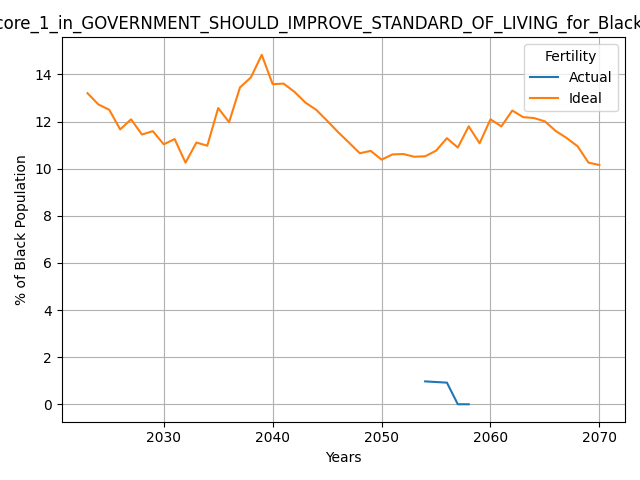 core_1_in_GOVERNMENT_SHOULD_IMPROVE_STANDARD_OF_LIVING_for_Black
Fertility
Actual
Ideal
14
12
10
8
6
4
2
0
% of Black Population
2030
2040
2050
2060
2070
Years